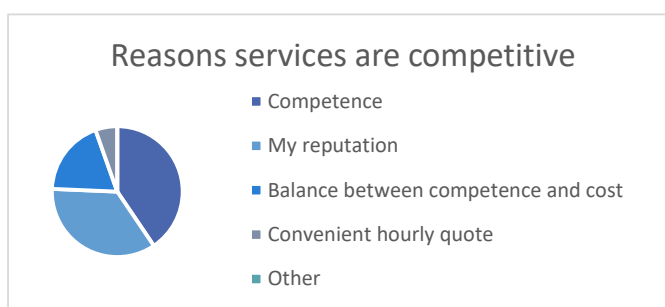 Reasons services are competitive
Competence
My reputation
Balance between competence and cost
Convenient hourly quote
Other